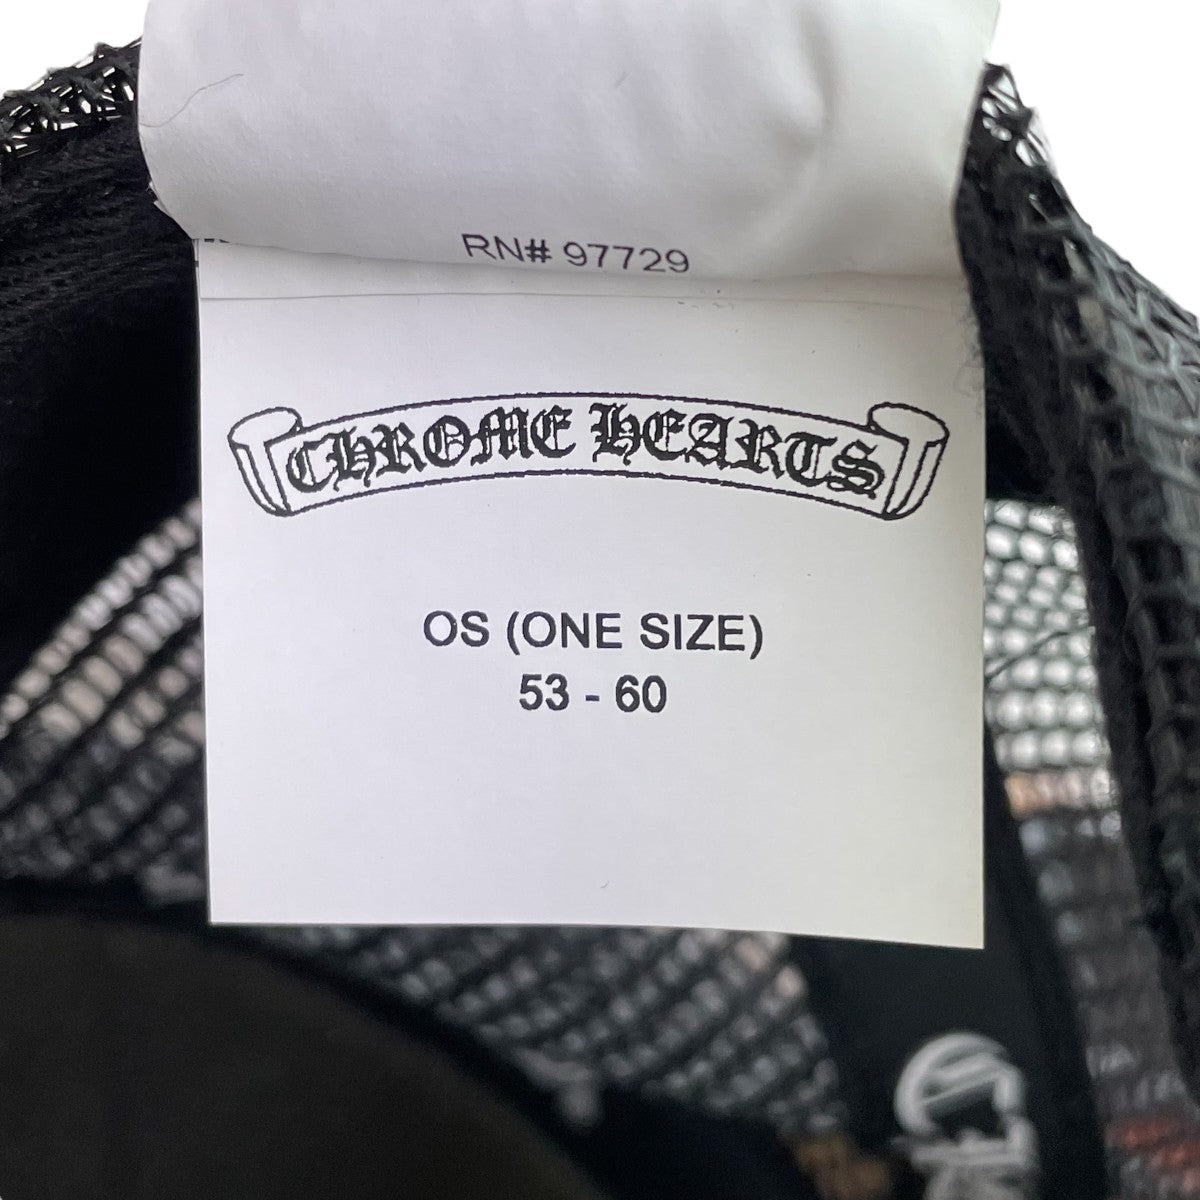 RN# 97729
CHROME HEARTS
OS (ONE SIZE)
53 - 60